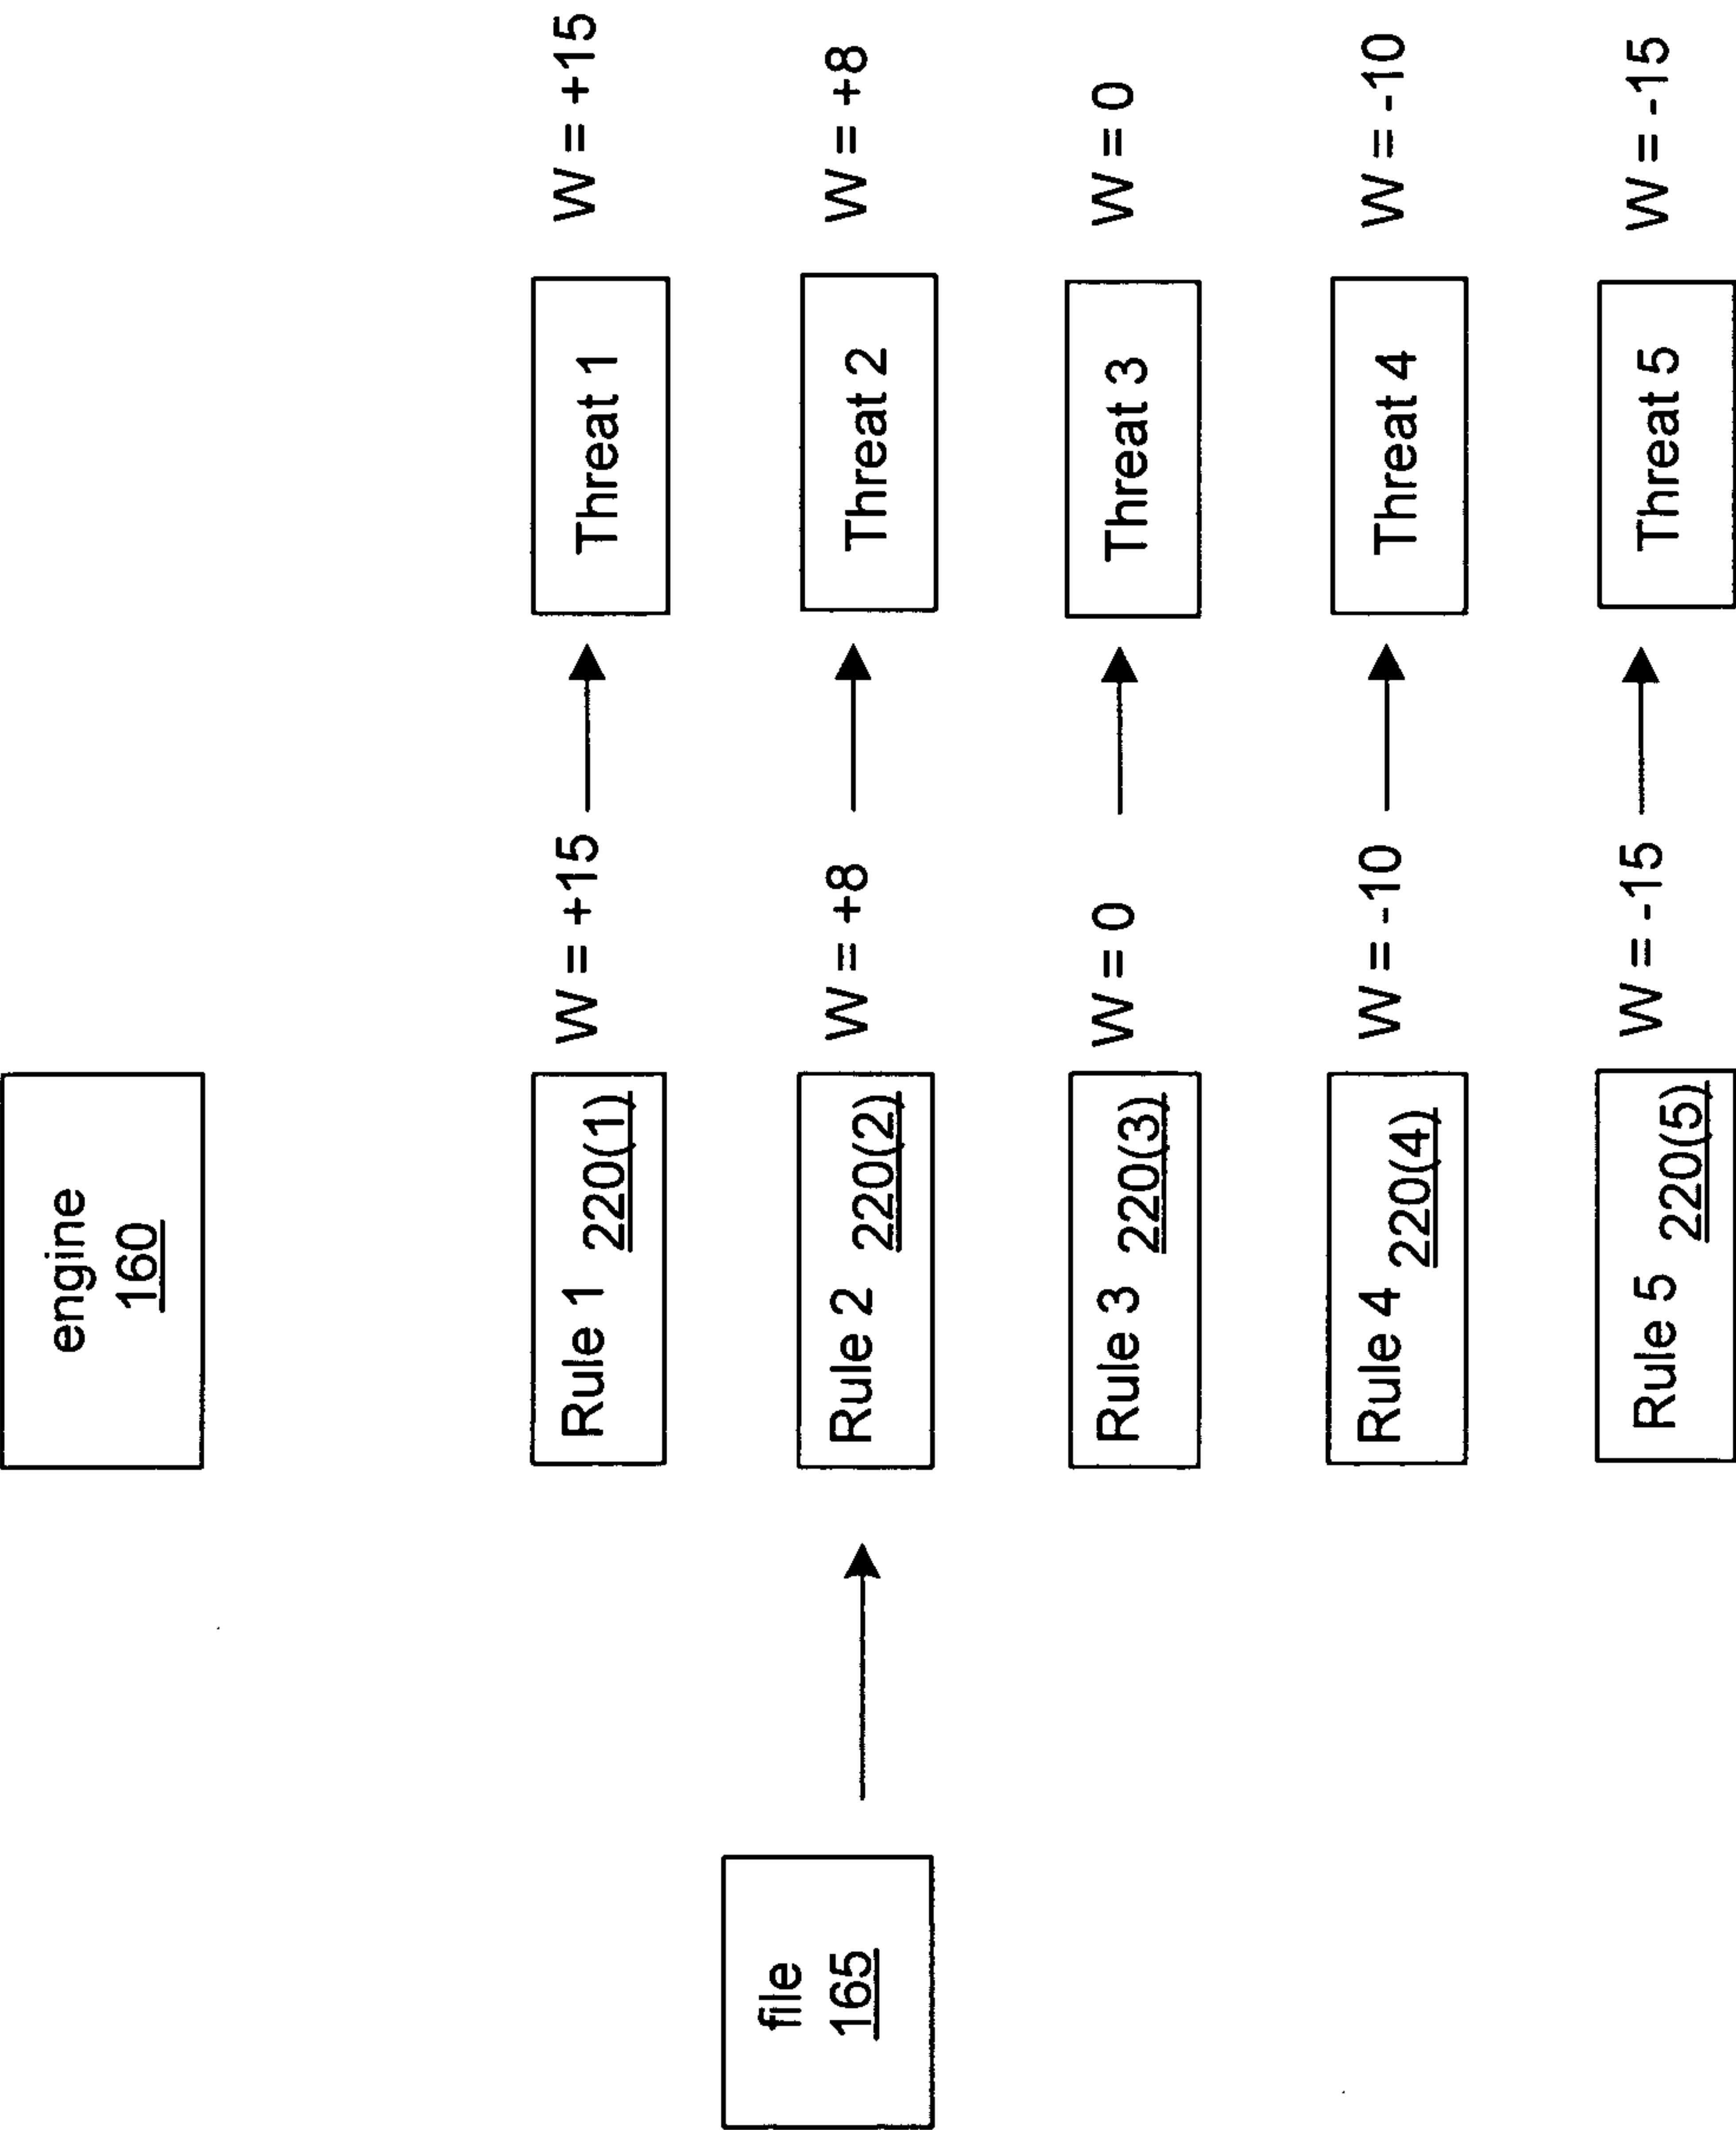 engine
160
Rule 1 220(1) W = +15 Threat 1 W = +15
file
165
Rule 2 220(2) W = +8 Threat 2 W = +8
Rule 3 220(3) W = 0 Threat 3 W = 0
Rule 4 220(4) W = -10 Threat 4 W = -10
Rule 5 220(5) W = -15 Threat 5 W = -15